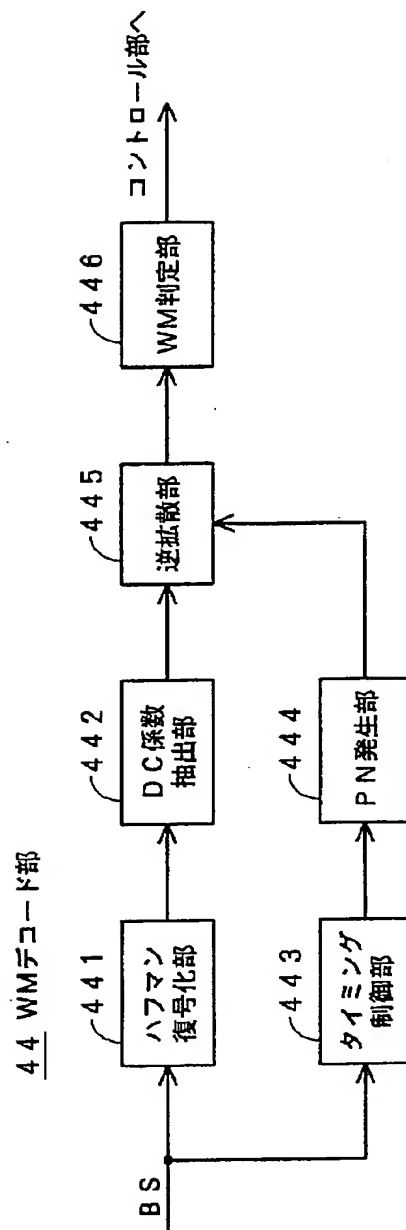 44 WMデコード部
BS
441
ハフマン
復号化部
442
DC係数
抽出部
445
逆拡散部
446
WM判定部
コントロール部へ
443
タイミング
制御部
444
PN発生部